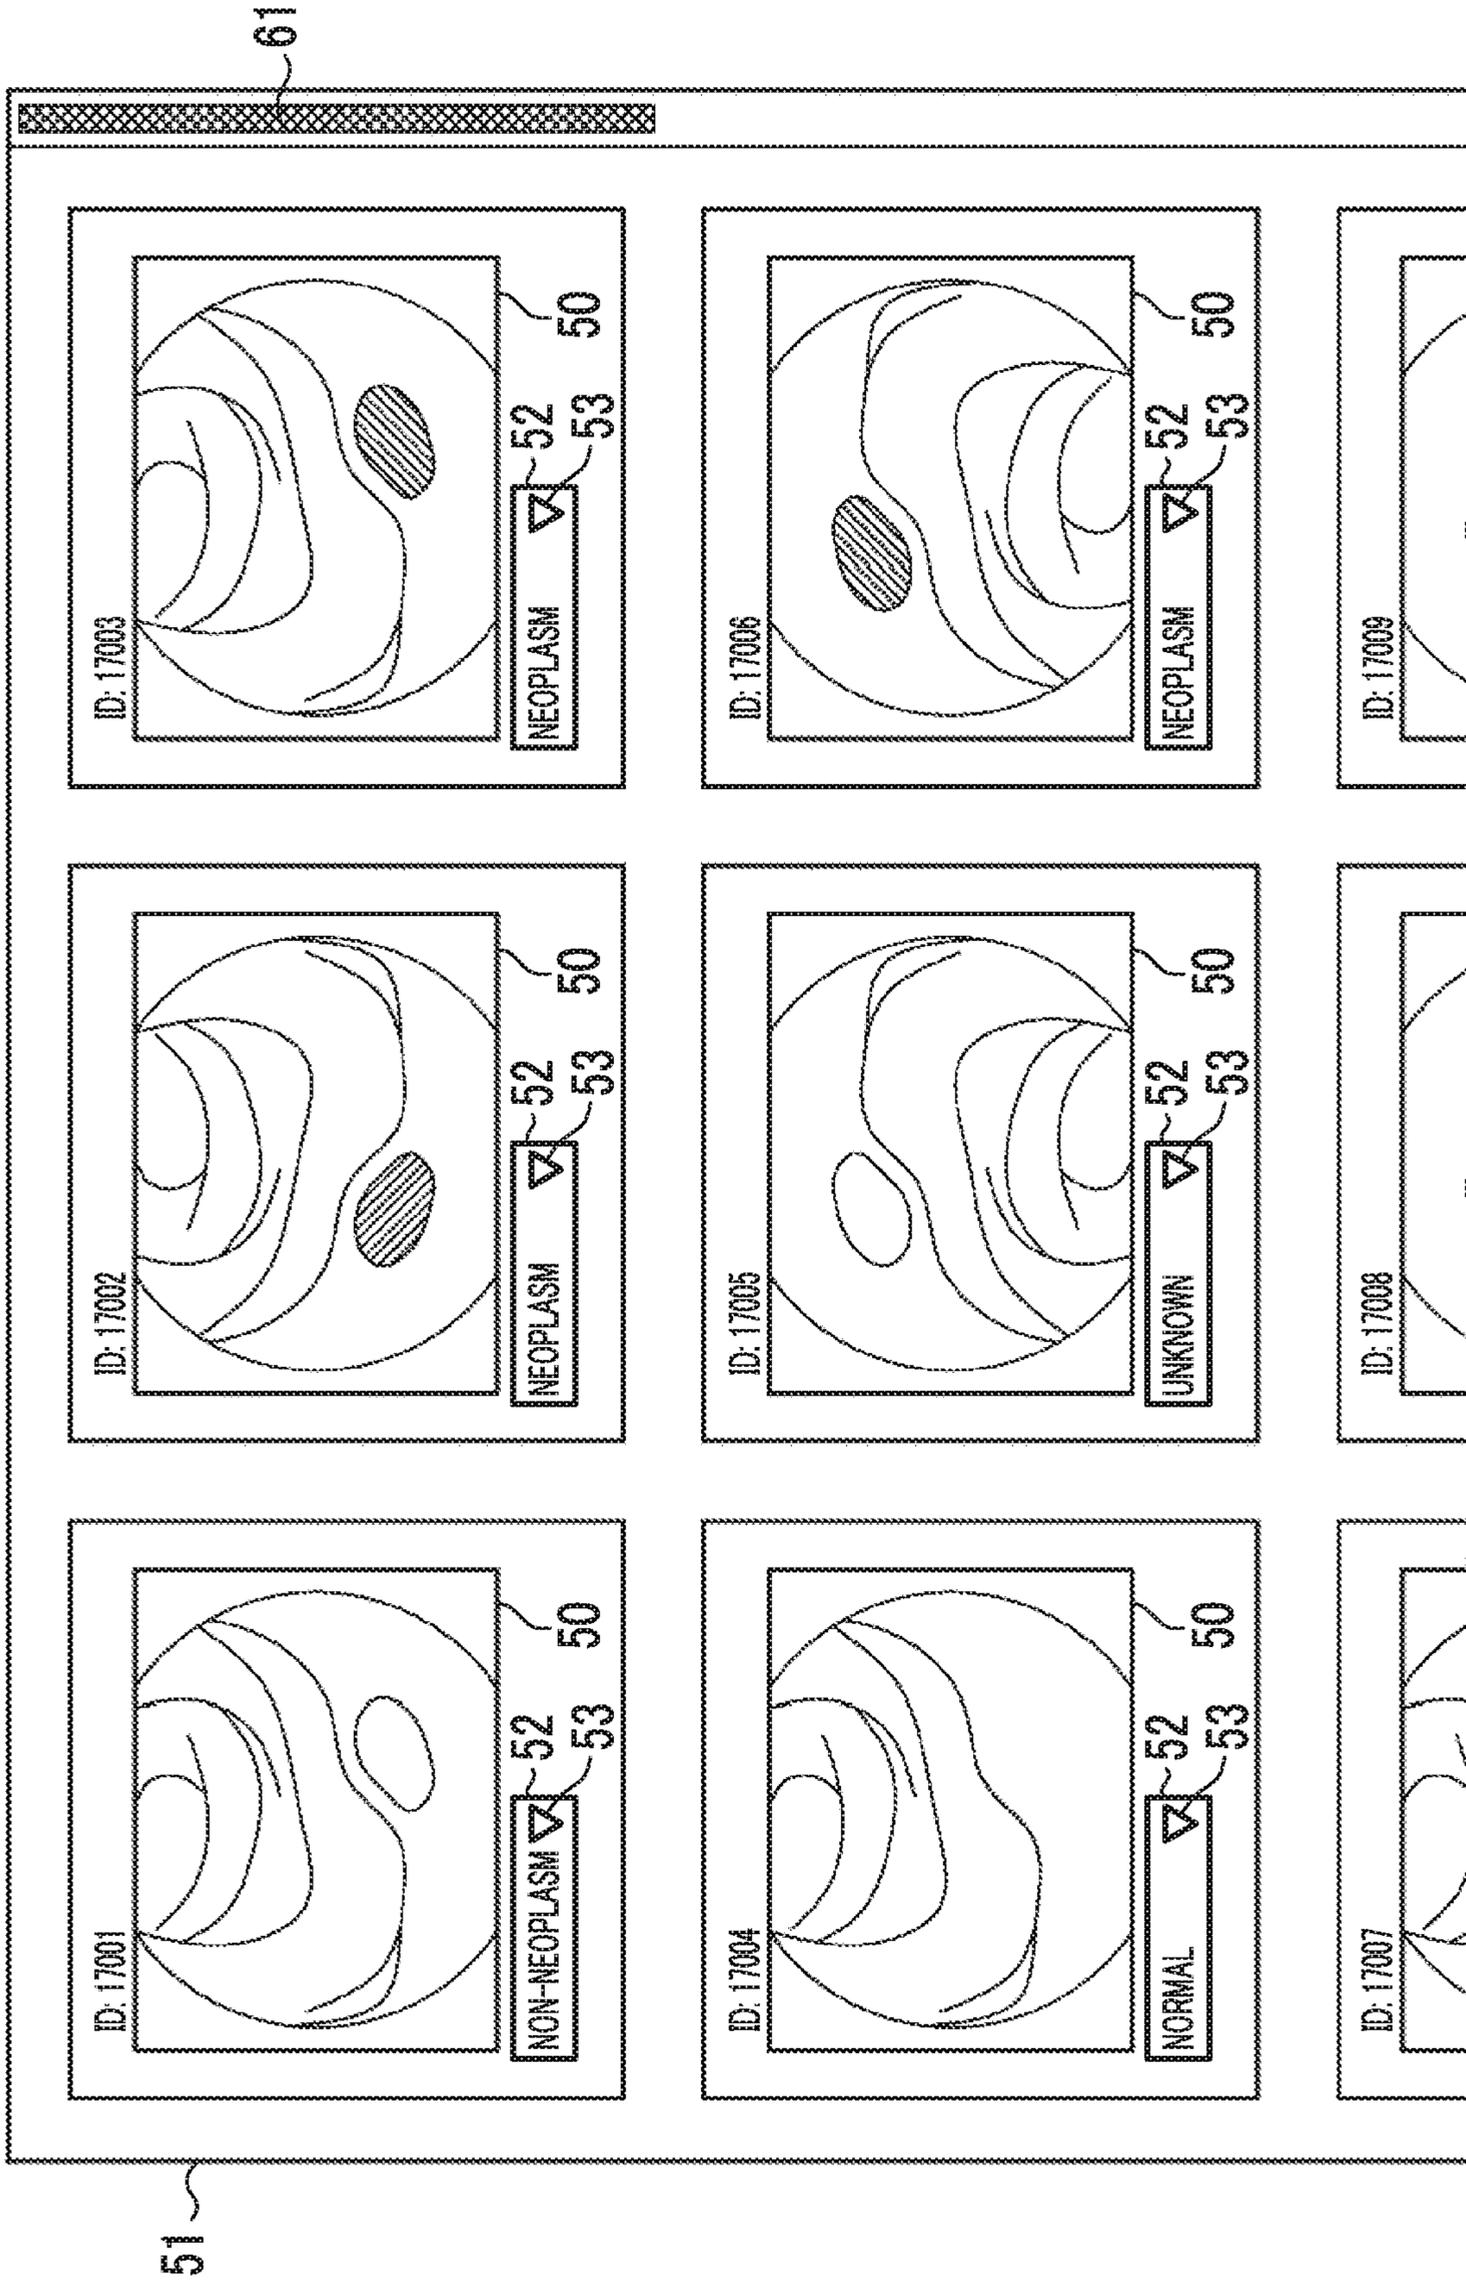 61
51
ID: 17001
50
NON-NEOPLASM
52
53
ID: 17002
50
NEOPLASM
52
53
ID: 17003
50
NEOPLASM
52
53
ID: 17004
50
NORMAL
52
53
ID: 17005
50
UNKNOWN
52
53
ID: 17006
50
NEOPLASM
52
53
ID: 17007
ID: 17008
ID: 17009